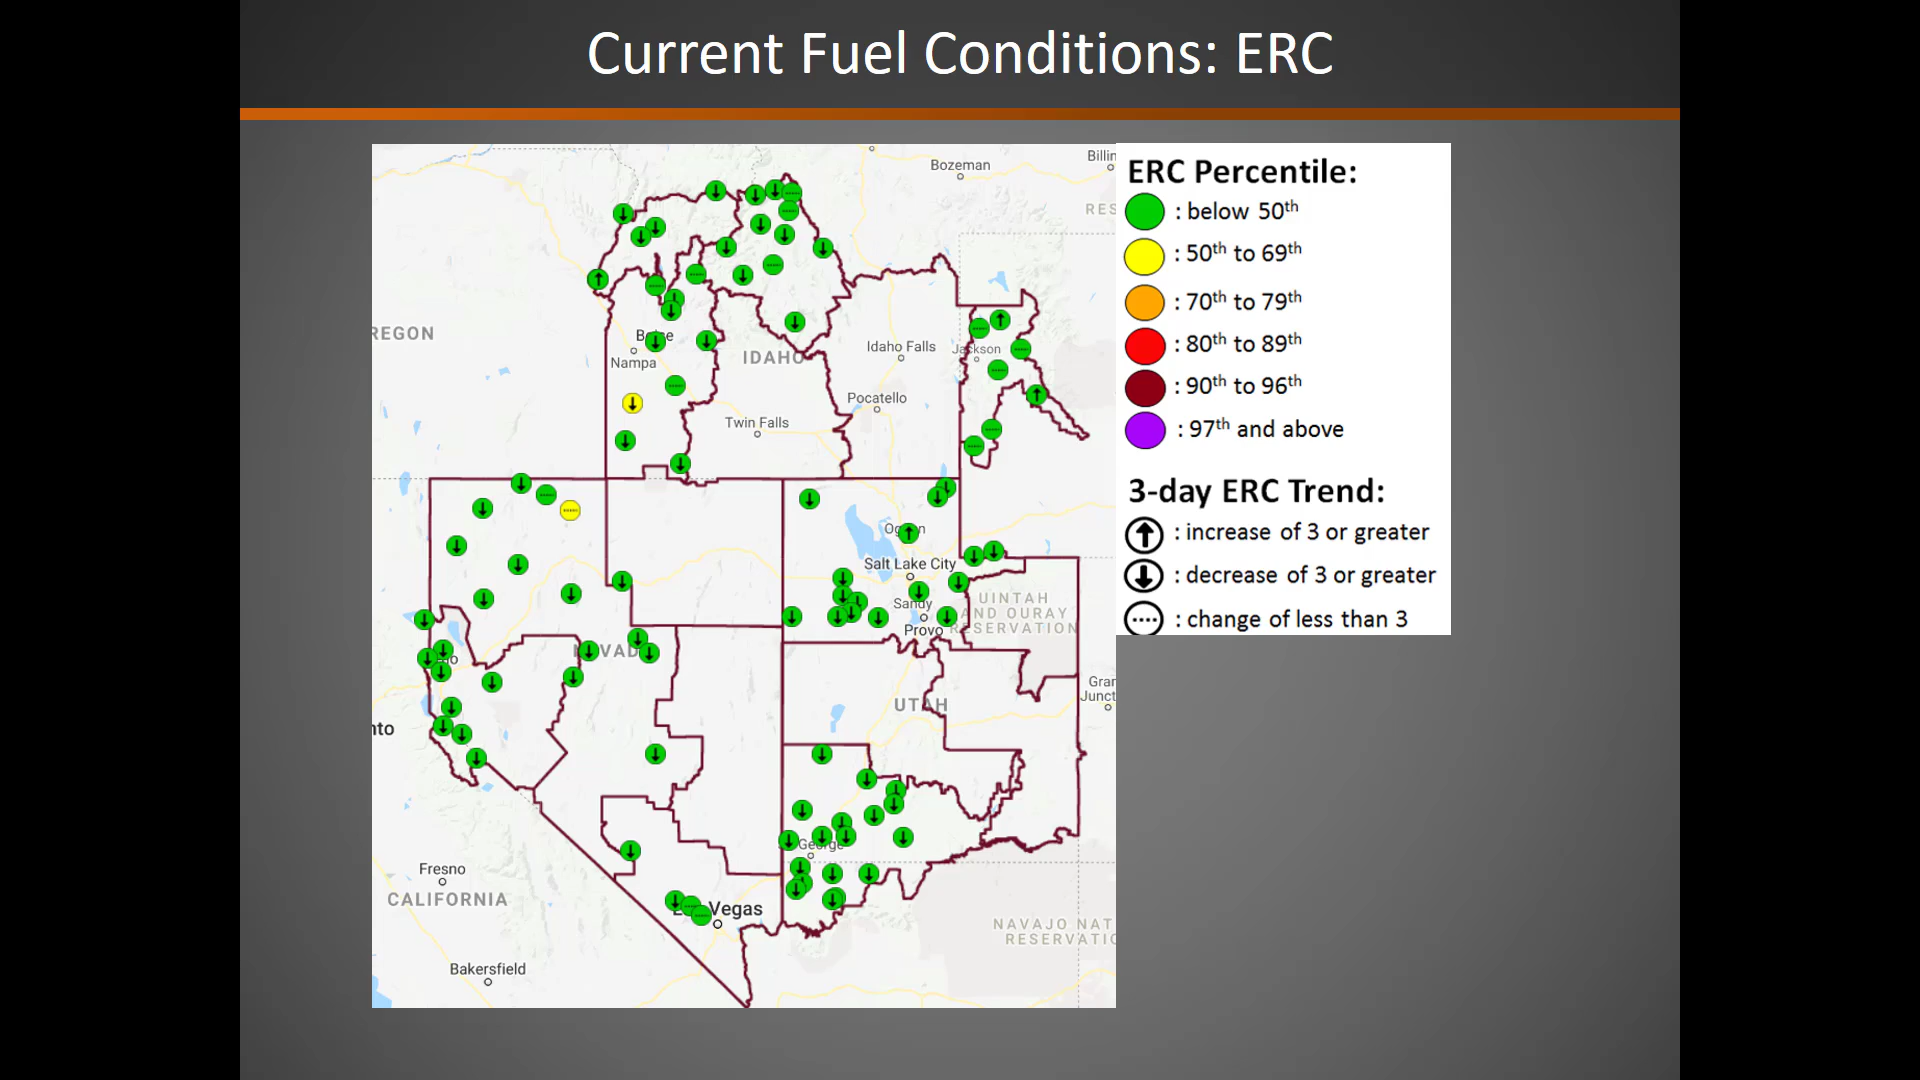 Current Fuel Conditions: ERC
Bozeman
Billin
RES
REGON
Nampa
IDAHO
Idaho Falls
Jackson
Pocatello
Twin Falls
Salt Lake City
Sandy
Provo
UINTAH
AND OURAY
RESERVATION
UTAH
Gran
Junct
nto
George
Vegas
Fresno
CALIFORNIA
Bakersfield
NAVAJO NAT
RESERVATIO
ERC Percentile:
: below 50th
: 50th to 69th
: 70th to 79th
: 80th to 89th
: 90th to 96th
: 97th and above
3-day ERC Trend:
: increase of 3 or greater
: decrease of 3 or greater
: change of less than 3